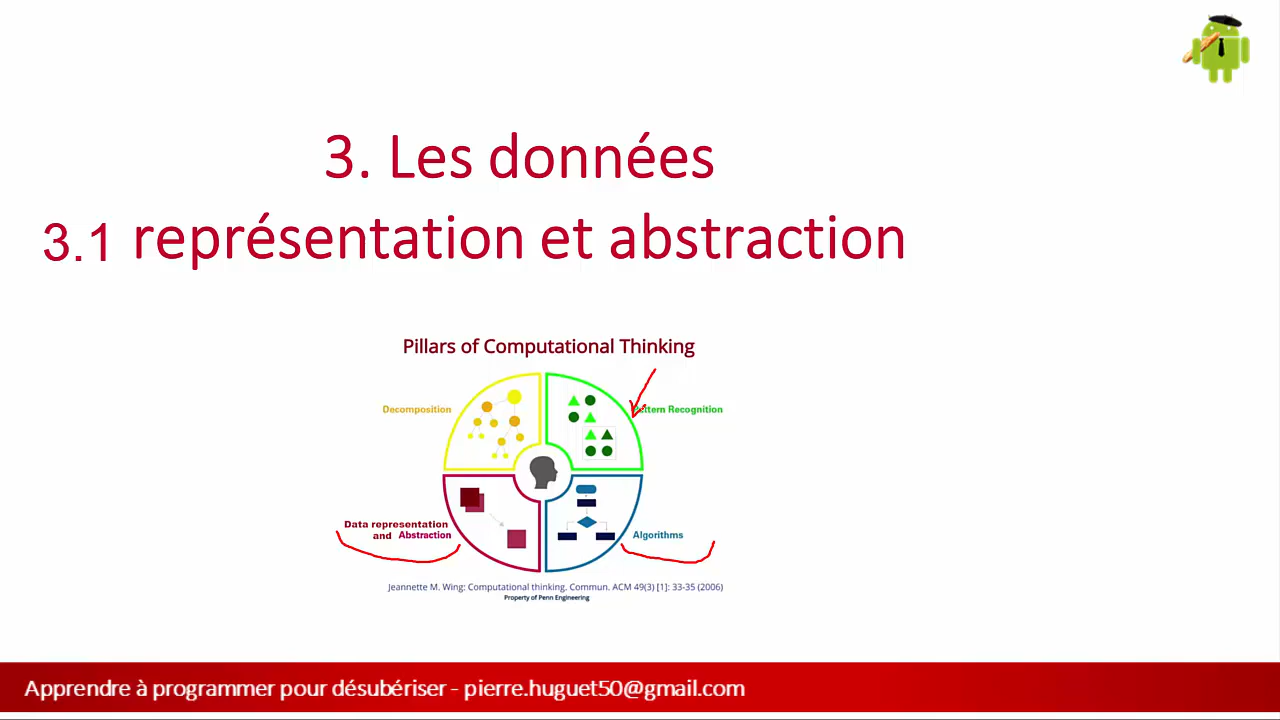 3. Les données
3.1 représentation et abstraction
Pillars of Computational Thinking
Decomposition
Pattern Recognition
Data representation
and Abstraction
Algorithms
Jeannette M. Wing: Computational thinking. Commun. ACM 49(3) [1]: 33-35 (2006)
Property of Penn Engineering
Apprendre à programmer pour désubériser - pierre.huguet50@gmail.com